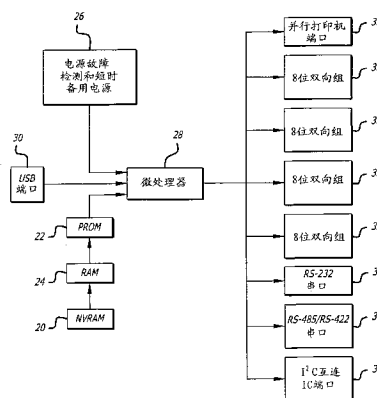 26
电源故障
检测和短时
备用电源
30
USB
端口
28
微处理器
22
PROM
24
RAM
20
NVRAM
并行打印机
端口
8位双向组
8位双向组
8位双向组
8位双向组
RS-232
串口
RS-485/RS-422
串口
I²C互连
IC端口